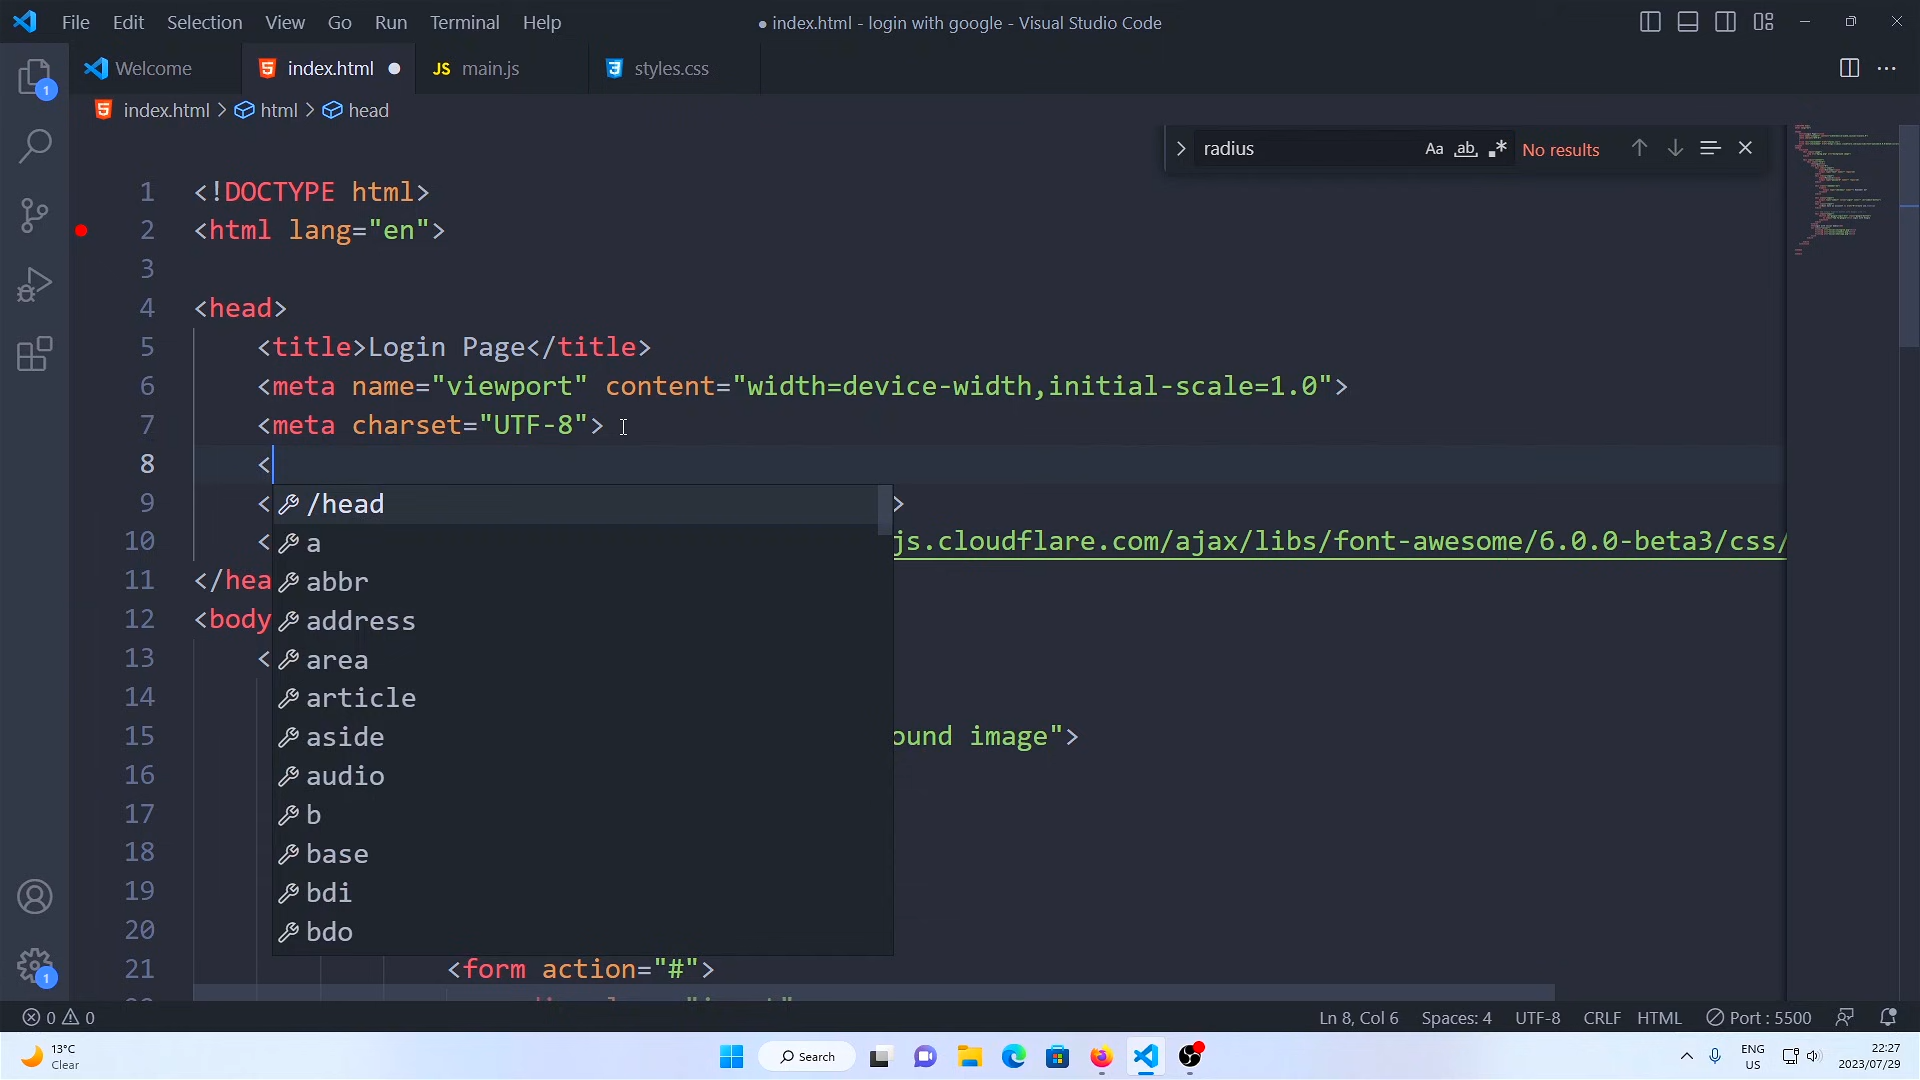 File Edit Selection View Go Run Terminal Help
● index.html - login with google - Visual Studio Code
Welcome
index.html
JS main.js
styles.css
index.html > html > head
radius
Aa ab .* No results
1 <!DOCTYPE html>
2 <html lang="en">
3
4 <head>
5 <title>Login Page</title>
6 <meta name="viewport" content="width=device-width,initial-scale=1.0">
7 <meta charset="UTF-8">
8 <
9 < >
10 < js.cloudflare.com/ajax/libs/font-awesome/6.0.0-beta3/css/
11 </hea
12 <body
13 <
14
15 ound image">
16
17
18
19
20
21 <form action="#">
/head
a
abbr
address
area
article
aside
audio
b
base
bdi
bdo
1
1
0 0
Ln 8, Col 6 Spaces: 4 UTF-8 CRLF HTML Port : 5500
13°C
Clear
Search
ENG
US
22:27
2023/07/29